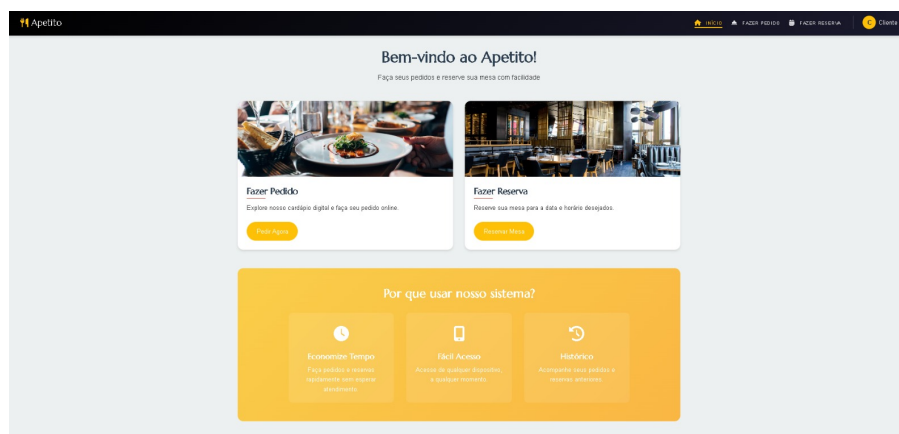 Apetito
INÍCIO
FAZER PEDIDO
FAZER RESERVA
C
Cliente
Bem-vindo ao Apetito!
Faça seus pedidos e reserve sua mesa com facilidade
Fazer Pedido
Fazer Reserva
Explore nosso cardápio digital e faça seu pedido online.
Reserve sua mesa para a data e horário desejados.
Pedir Agora
Reservar Mesa
Por que usar nosso sistema?
Economize Tempo
Fácil Acesso
Histórico
Faça pedidos e reservas
rapidamente sem esperar
atendimento.
Acesse de qualquer dispositivo,
a qualquer momento.
Acompanhe seus pedidos e
reservas anteriores.